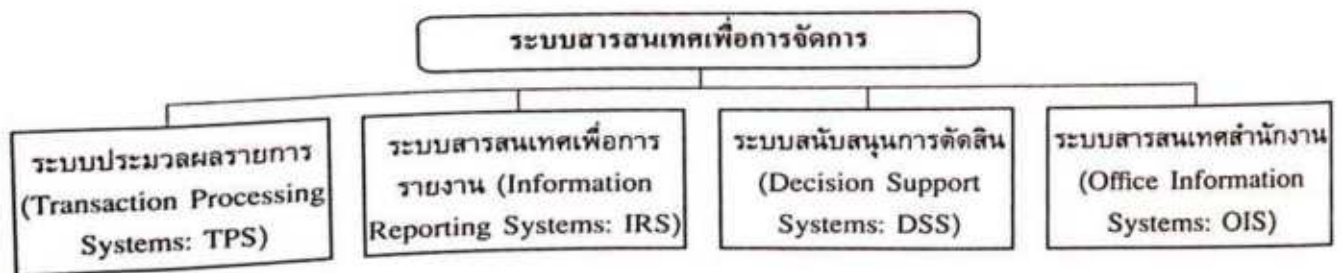 ระบบสารสนเทศเพื่อการจัดการ
ระบบประมวลผลรายการ
(Transaction Processing
Systems: TPS)
ระบบสารสนเทศเพื่อการ
รายงาน (Information
Reporting Systems: IRS)
ระบบสนับสนุนการตัดสิน
(Decision Support
Systems: DSS)
ระบบสารสนเทศสำนักงาน
(Office Information
Systems: OIS)